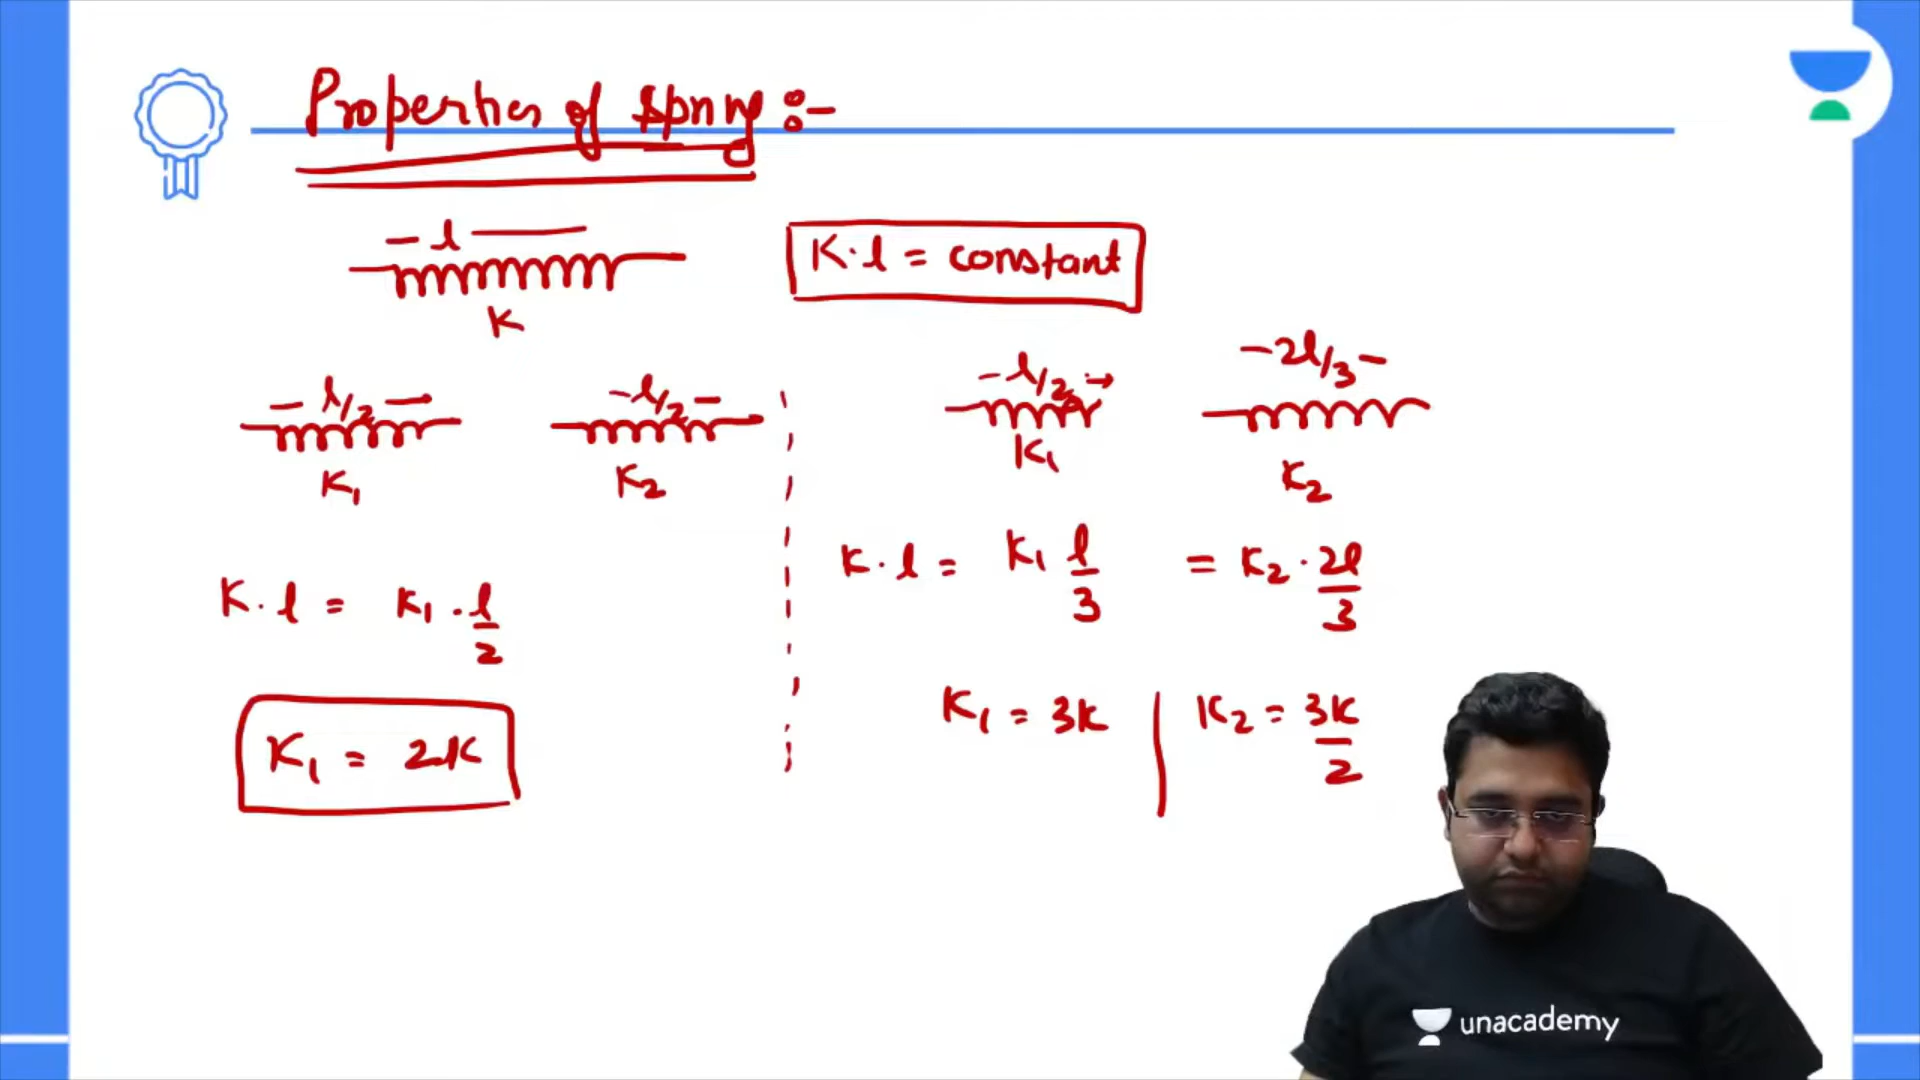 Properties of spring :-
- l -
K
K·l = constant
- l/2 -
K₁
- l/2 -
K₂
- l/2 →
K₁
- 2l/3 -
K₂
K·l = K₁·l/2
K₁ = 2K
K·l = K₁ l/3 = K₂·2l/3
K₁ = 3K | K₂ = 3K/2
unacademy